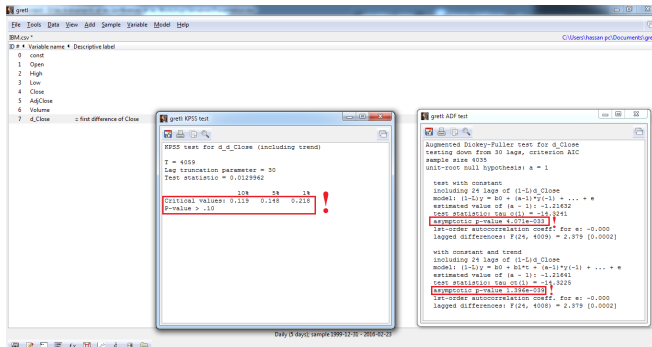 gretl
File Tools Data View Add Sample Variable Model Help
IBM.csv *
C:\Users\hassan pc\Documents\gre
ID # Variable name Descriptive label
0 const
1 Open
2 High
3 Low
4 Close
5 AdjClose
6 Volume
7 d_Close = first difference of Close
gretl: KPSS test
KPSS test for d_d_Close (including trend)
T = 4059
Lag truncation parameter = 30
Test statistic = 0.0129962
10% 5% 1%
Critical values: 0.119 0.148 0.218
P-value > .10
!
gretl: ADF test
Augmented Dickey-Fuller test for d_Close
testing down from 30 lags, criterion AIC
sample size 4035
unit-root null hypothesis: a = 1
test with constant
including 24 lags of (1-L)d_Close
model: (1-L)y = b0 + (a-1)*y(-1) + ... + e
estimated value of (a - 1): -1.21632
test statistic: tau_c(1) = -14.3241
asymptotic p-value 4.071e-033 !
1st-order autocorrelation coeff. for e: -0.000
lagged differences: F(24, 4009) = 2.379 [0.0002]
with constant and trend
including 24 lags of (1-L)d_Close
model: (1-L)y = b0 + b1*t + (a-1)*y(-1) + ... + e
estimated value of (a - 1): -1.21641
test statistic: tau_ct(1) = -14.3225
asymptotic p-value 1.396e-039 !
1st-order autocorrelation coeff. for e: -0.000
lagged differences: F(24, 4008) = 2.379 [0.0002]
Daily (5 days); sample 1999-12-31 - 2016-02-23